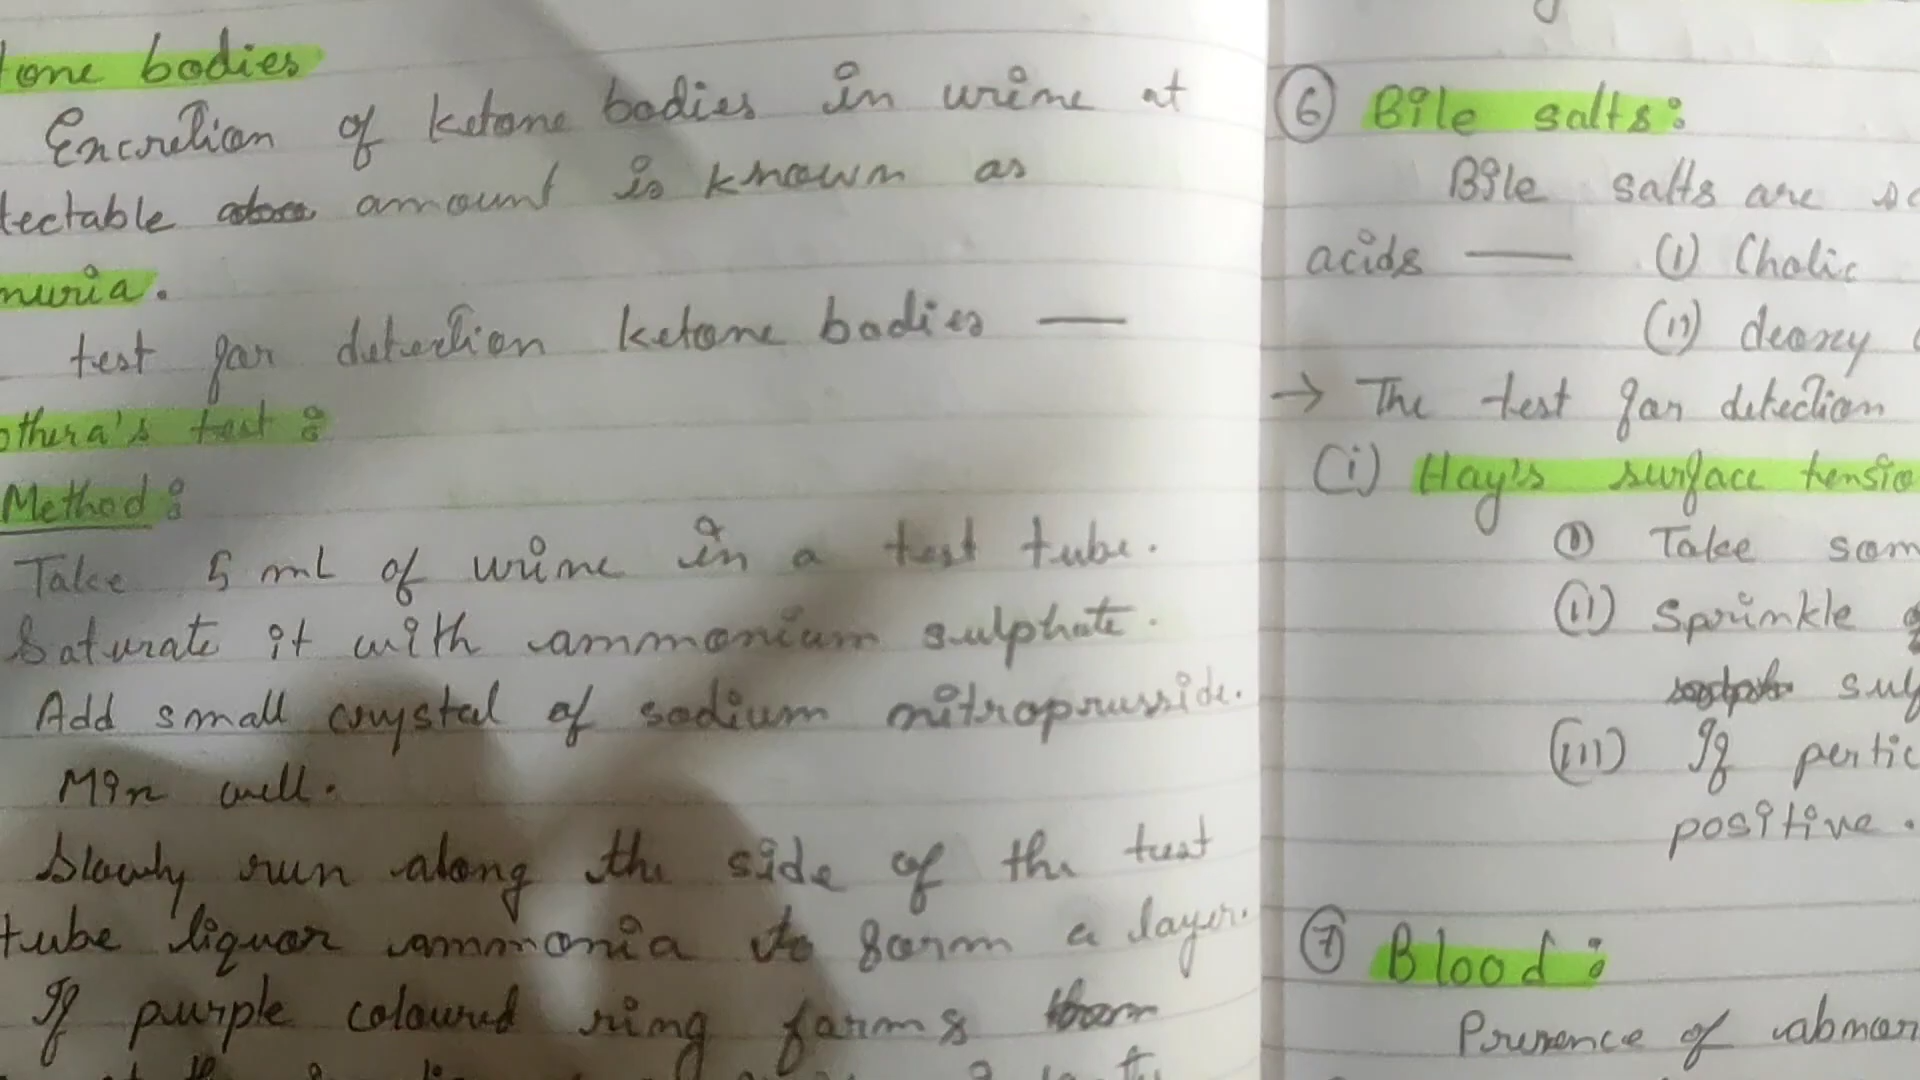 tone bodies
Excretion of ketone bodies in urine at
tectable amount is known as
nuria.
test for detection ketone bodies —
othera's test :
Method :
Take 5 ml of urine in a test tube.
Saturate it with ammonium sulphate.
Add small crystal of sodium nitroprusside.
Mix well.
Slowly run along the side of the test
tube liquor ammonia to form a layer.
If purple coloured ring forms
⑥ Bile salts:
Bile salts are
acids — (i) Cholic
(ii) deoxy
→ The test for detection
(i) Hay's surface tensio
(i) Take som
(ii) Sprinkle
sul
(iii) If pertic
positive.
⑦ Blood :
Presence of abnor